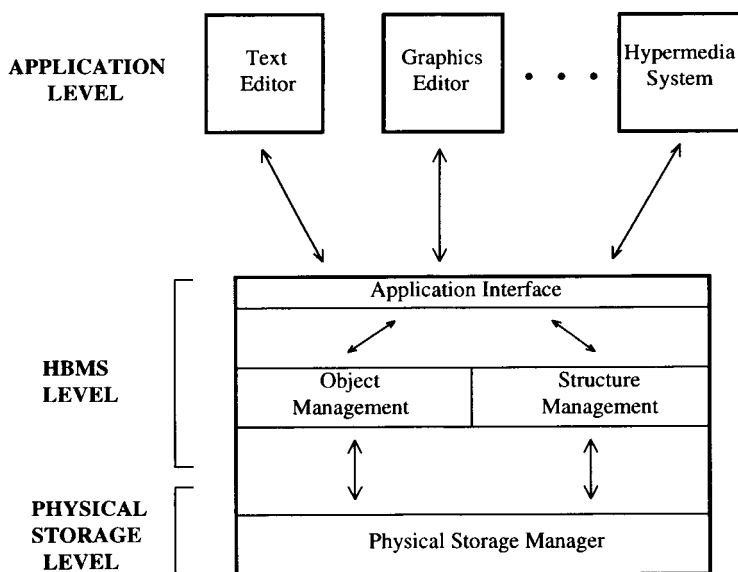 APPLICATION
LEVEL
Text
Editor
Graphics
Editor
• • •
Hypermedia
System
Application Interface
HBMS
LEVEL
Object
Management
Structure
Management
PHYSICAL
STORAGE
LEVEL
Physical Storage Manager